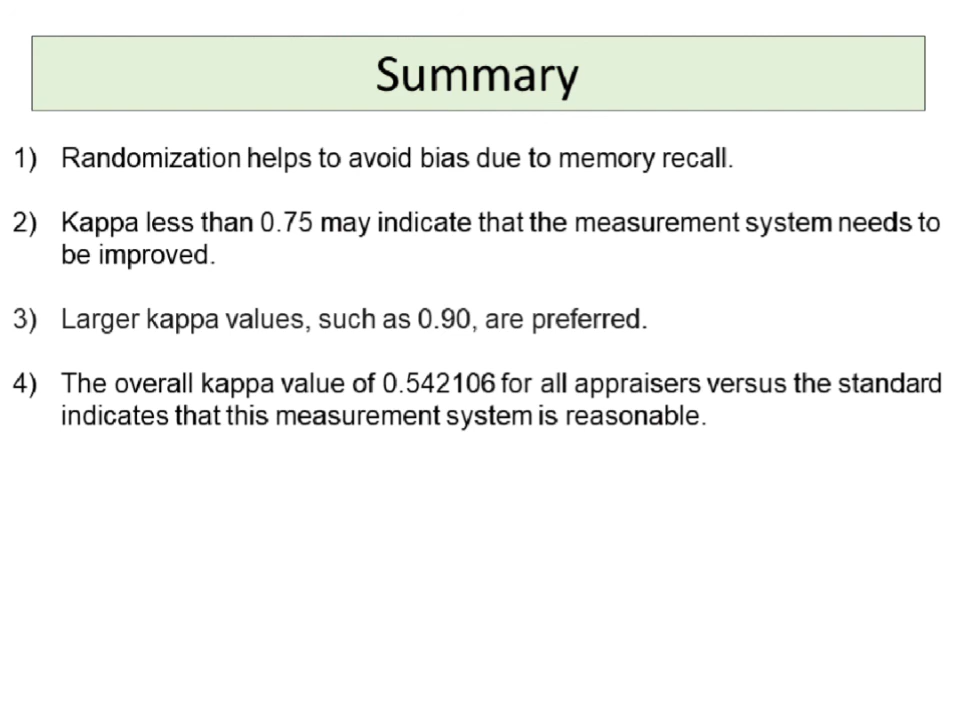 Summary
1) Randomization helps to avoid bias due to memory recall.
2) Kappa less than 0.75 may indicate that the measurement system needs to
be improved.
3) Larger kappa values, such as 0.90, are preferred.
4) The overall kappa value of 0.542106 for all appraisers versus the standard
indicates that this measurement system is reasonable.